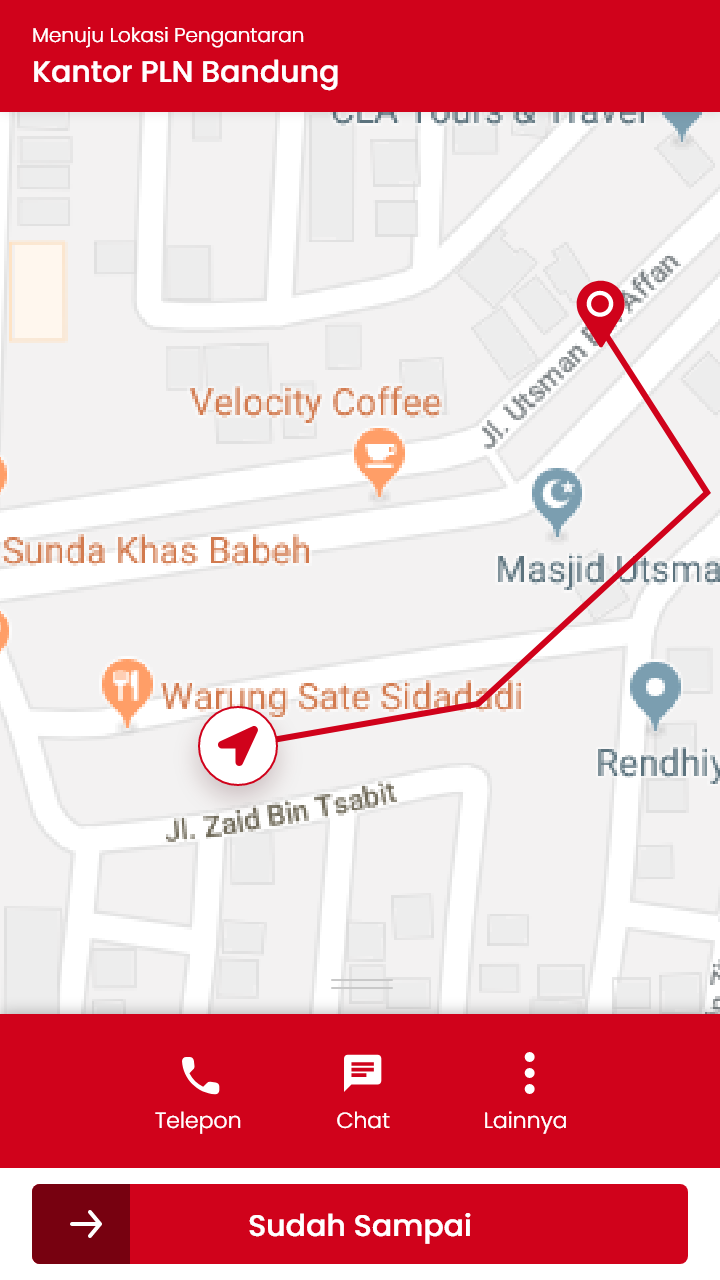 Menuju Lokasi Pengantaran
Kantor PLN Bandung
CLA Tours & Travel
Jl. Utsman Affan
Velocity Coffee
Sunda Khas Babeh
Masjid Utsma
Warung Sate Sidadadi
Rendhiy
Jl. Zaid Bin Tsabit
Telepon
Chat
Lainnya
Sudah Sampai